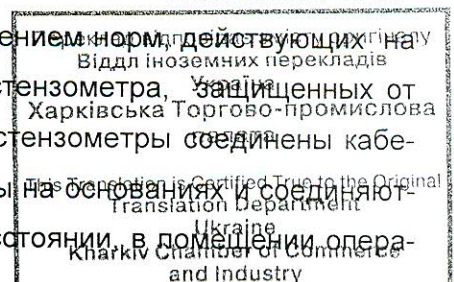 ением норм, действующих на
Відділ іноземних перекладів
Україна
стензометра, защищенных от
Харківська Торгово-промислова
палата
стензометры соединены кабе-
This Translation is Certified True to the Original
ы на основаниях и соединяют-
Translation Department
Ukraine
стоянии, в помещении опера-
Kharkiv Chamber of Commerce
and Industry